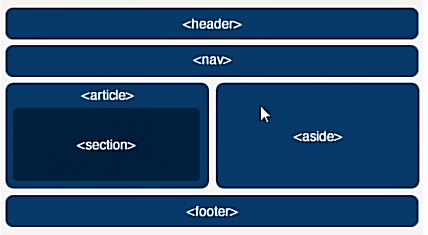 <header>
<nav>
<article>
<section>
<aside>
<footer>